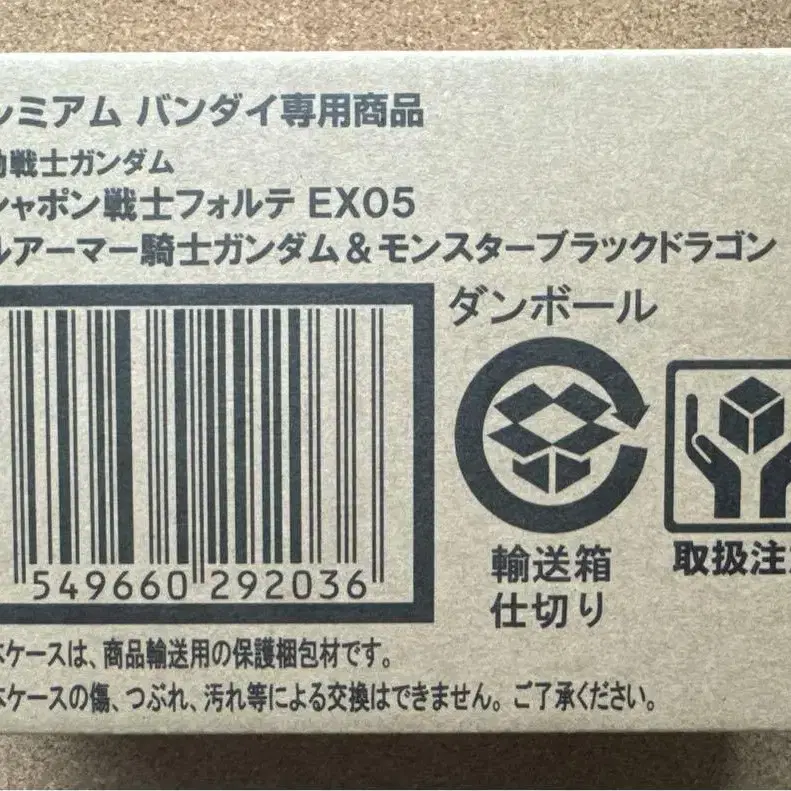 レミアム バンダイ専用商品
動戦士ガンダム
シャポン戦士フォルテ EX05
ルアーマー騎士ガンダム&モンスターブラックドラゴン
ダンボール
549660 292036
輸送箱
仕切り
取扱注意
本ケースは、商品輸送用の保護梱包材です。
本ケースの傷、つぶれ、汚れ等による交換はできません。ご了承ください。